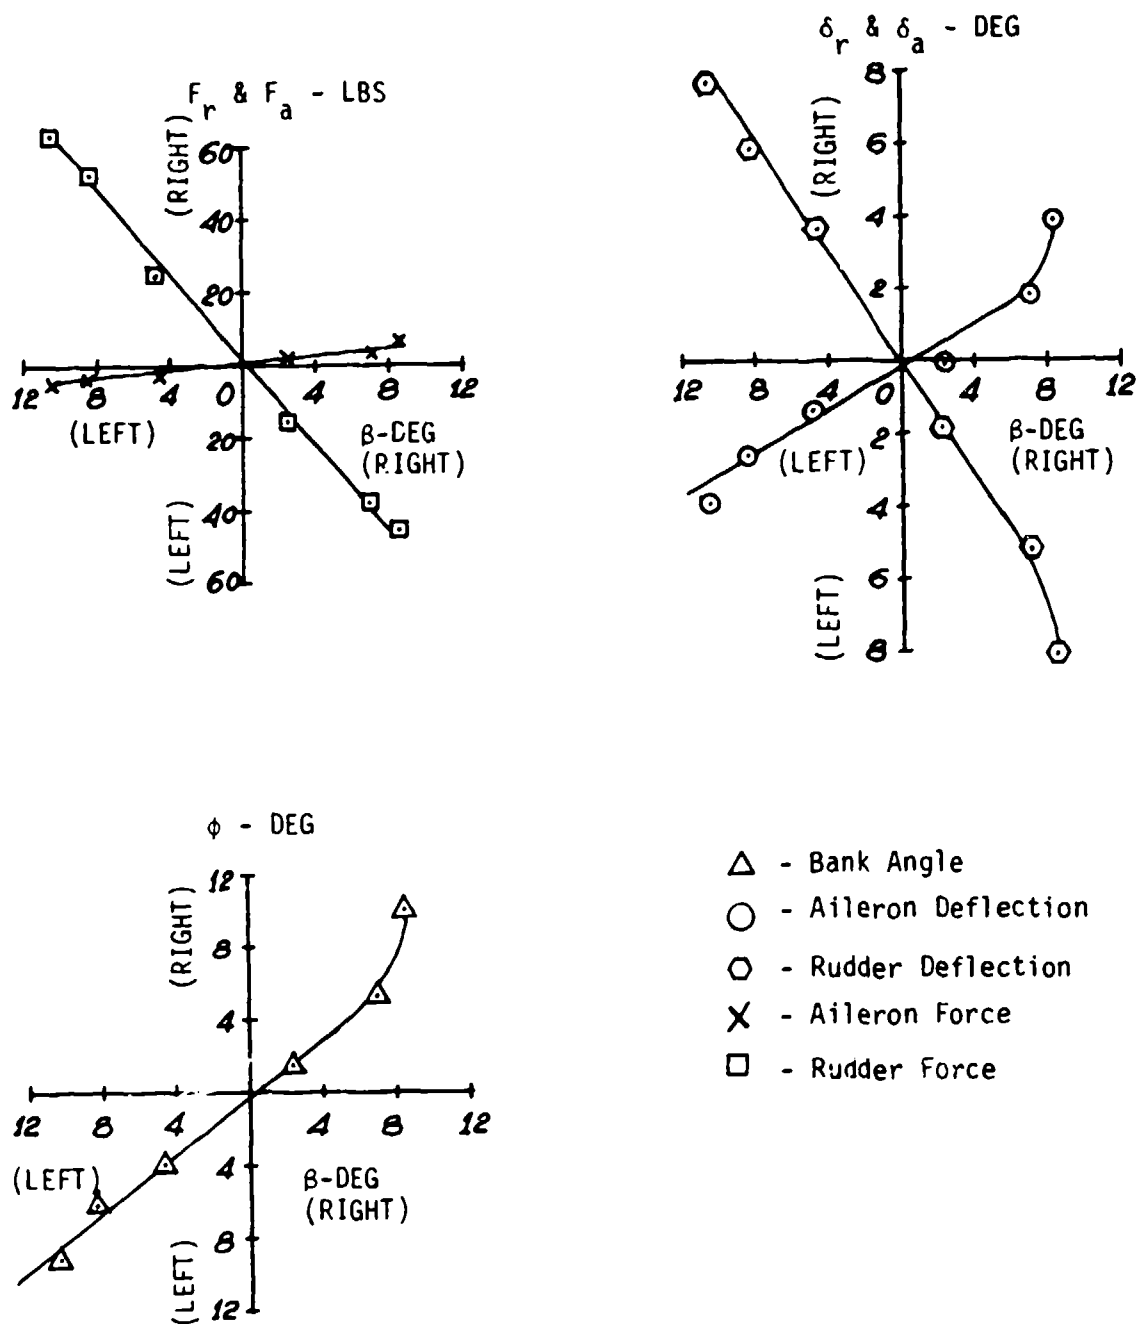 F_r & F_a - LBS
(RIGHT)
60
40
20
12 8 4 0 4 8 12
(LEFT)
20
β-DEG
(RIGHT)
40
(LEFT)
60
δ_r & δ_a - DEG
8
(RIGHT)
6
4
2
12 8 4 0 4 8 12
2
(LEFT)
β-DEG
(RIGHT)
4
6
(LEFT)
8
ϕ - DEG
12
(RIGHT)
8
4
12 8 4 4 8 12
4
(LEFT)
β-DEG
(RIGHT)
8
(LEFT)
12
- Bank Angle
- Aileron Deflection
- Rudder Deflection
- Aileron Force
- Rudder Force